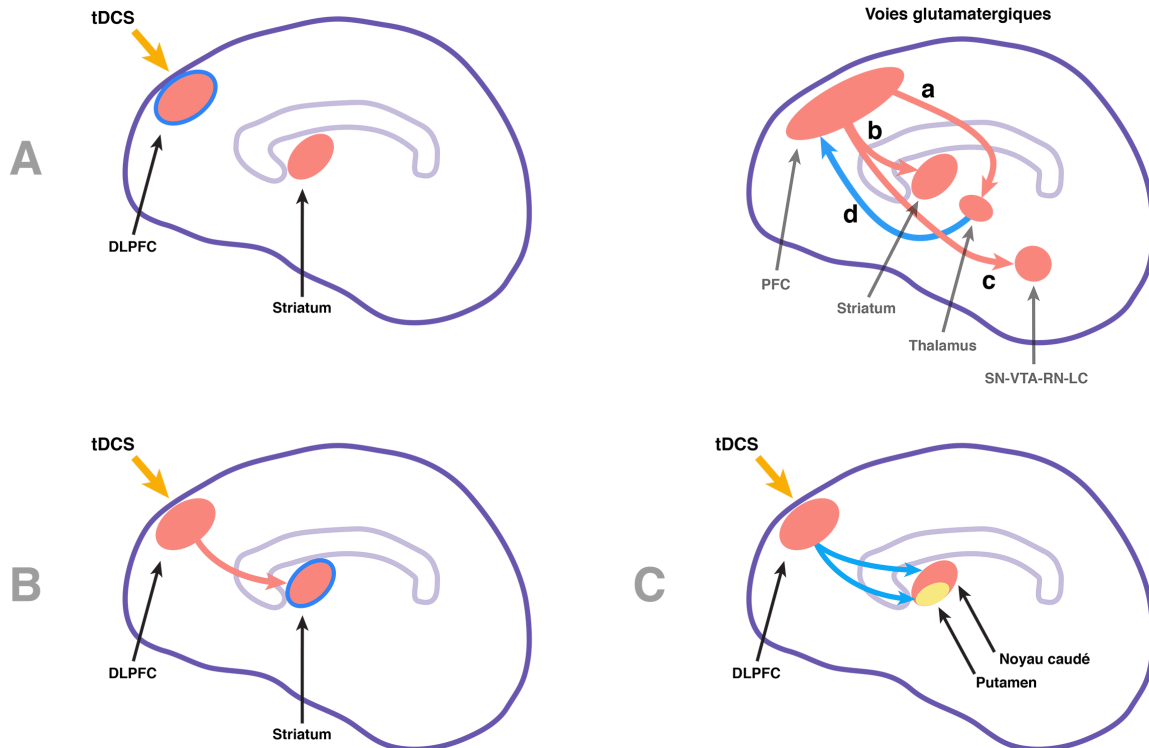 tDCS
A
DLPFC
Striatum
Voies glutamatergiques
a
b
d
c
PFC
Striatum
Thalamus
SN-VTA-RN-LC
tDCS
B
DLPFC
Striatum
tDCS
C
DLPFC
Noyau caudé
Putamen